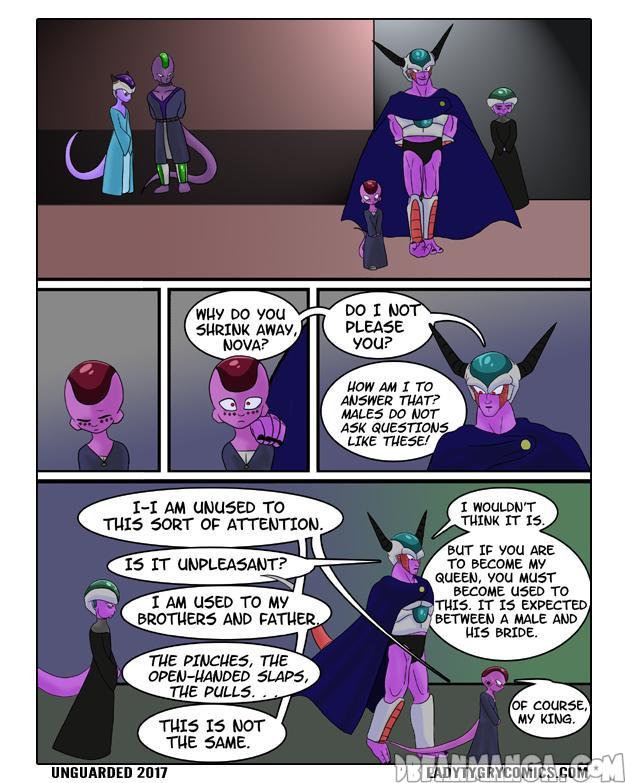 WHY DO YOU
SHRINK AWAY,
NOVA?
DO I NOT
PLEASE
YOU?
HOW AM I TO
ANSWER THAT?
MALES DO NOT
ASK QUESTIONS
LIKE THESE!
I-I AM UNUSED TO
THIS SORT OF ATTENTION.
I WOULDN'T
THINK IT IS.
IS IT UNPLEASANT?
BUT IF YOU ARE
TO BECOME MY
QUEEN, YOU MUST
BECOME USED TO
THIS. IT IS EXPECTED
BETWEEN A MALE AND
HIS BRIDE.
I AM USED TO MY
BROTHERS AND FATHER.
THE PINCHES, THE
OPEN-HANDED SLAPS,
THE PULLS. . .
THIS IS NOT
THE SAME.
OF COURSE,
MY KING.
UNGUARDED 2017
LADYTYGRYCOMICS.COM
DBFANMANGA.COM